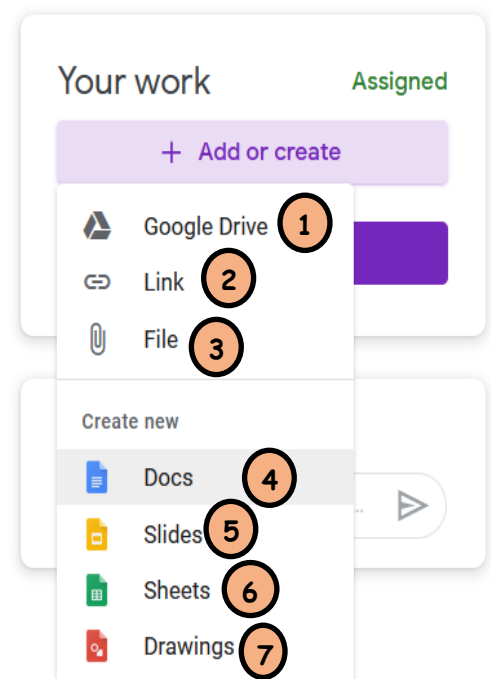 Your work Assigned
+ Add or create
Google Drive 1
Link 2
File 3
Create new
Docs 4
...
Slides 5
Sheets 6
Drawings 7